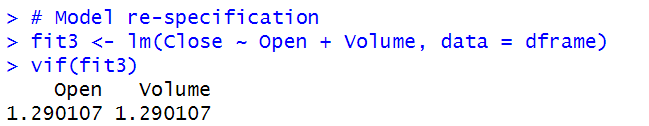 > # Model re-specification
> fit3 <- lm(Close ~ Open + Volume, data = dframe)
> vif(fit3)
    Open   Volume
1.290107 1.290107